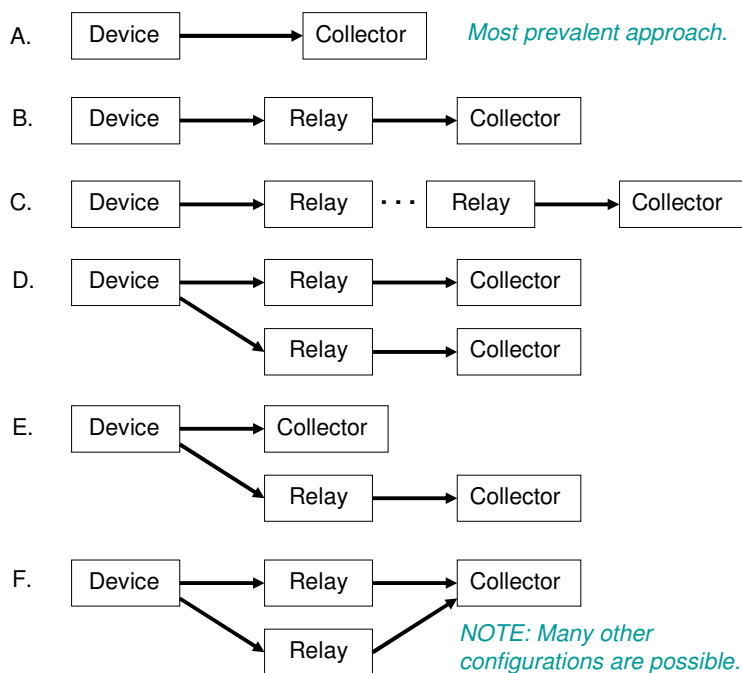 A. Device Collector Most prevalent approach.
B. Device Relay Collector
C. Device Relay . . . Relay Collector
D. Device Relay Collector
Relay Collector
E. Device Collector
Relay Collector
F. Device Relay Collector
Relay
NOTE: Many other
configurations are possible.